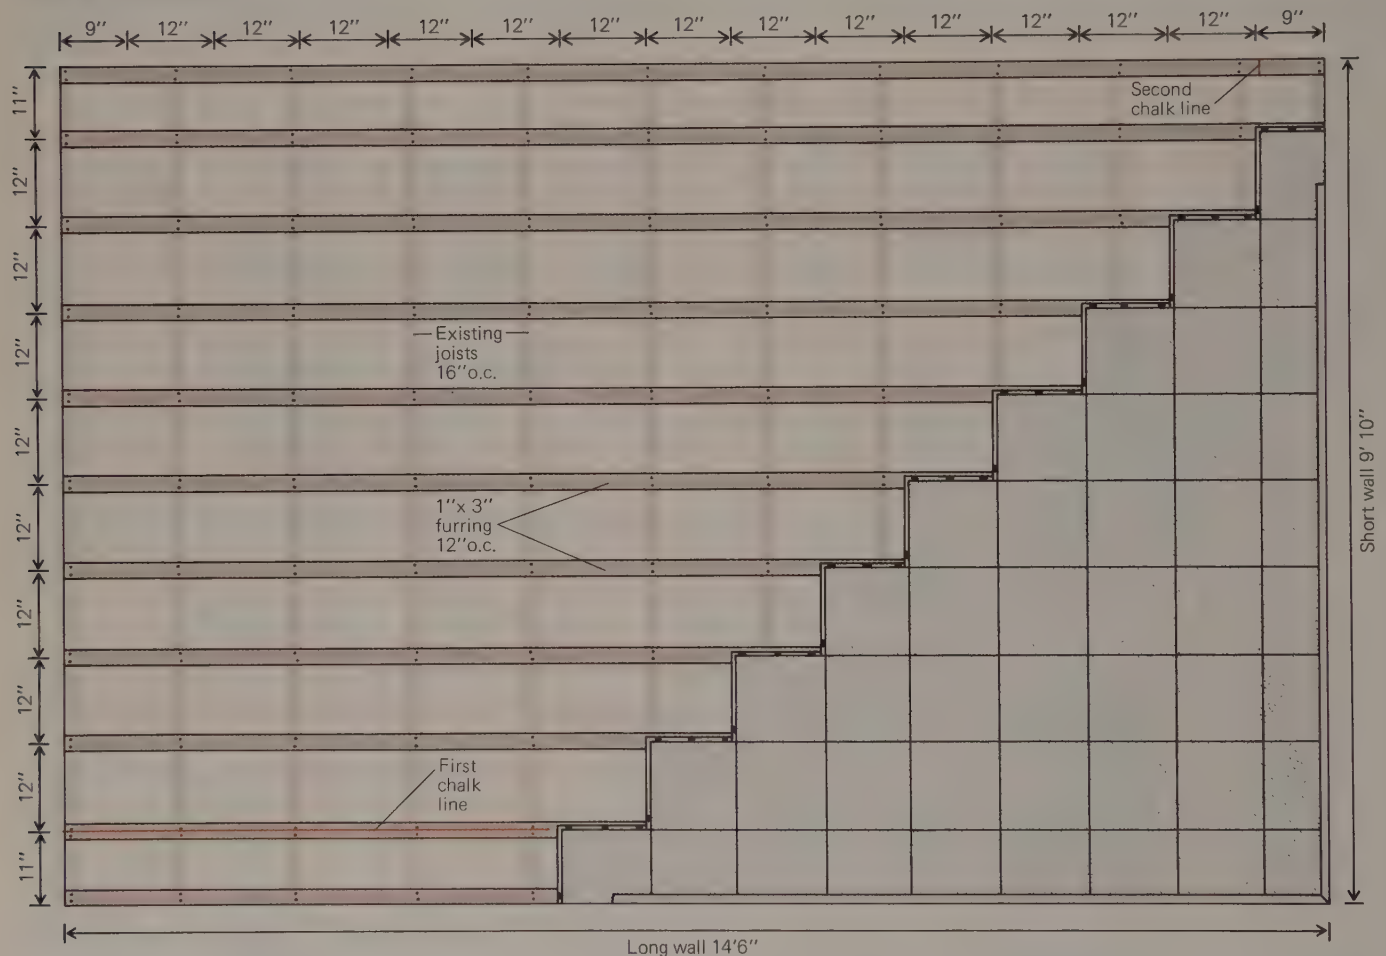 9" 12" 12" 12" 12" 12" 12" 12" 12" 12" 12" 12" 12" 12" 9"
Second
chalk line
11"
12"
12"
12"
12"
12"
12"
12"
12"
11"
Existing
joists
16"o.c.
1"x 3"
furring
12"o.c.
First
chalk
line
Short wall 9' 10"
Long wall 14'6"